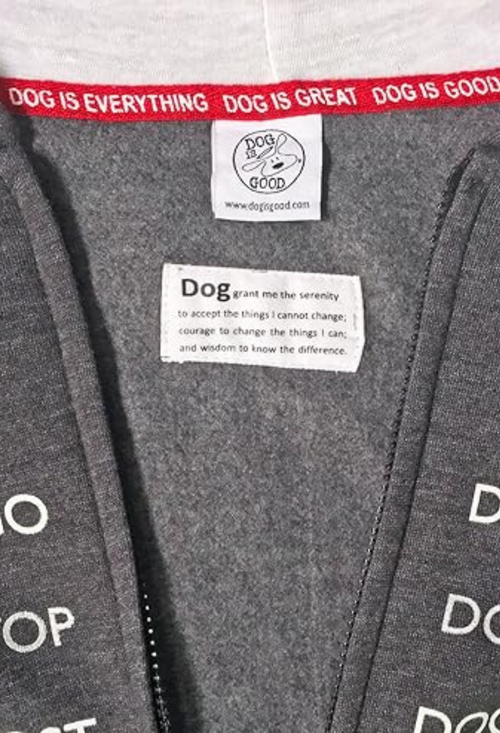 DOG IS EVERYTHING DOG IS GREAT DOG IS GOOD
DOG
IS
GOOD
www.dogisgood.com
Dog grant me the serenity
to accept the things I cannot change;
courage to change the things I can;
and wisdom to know the difference.